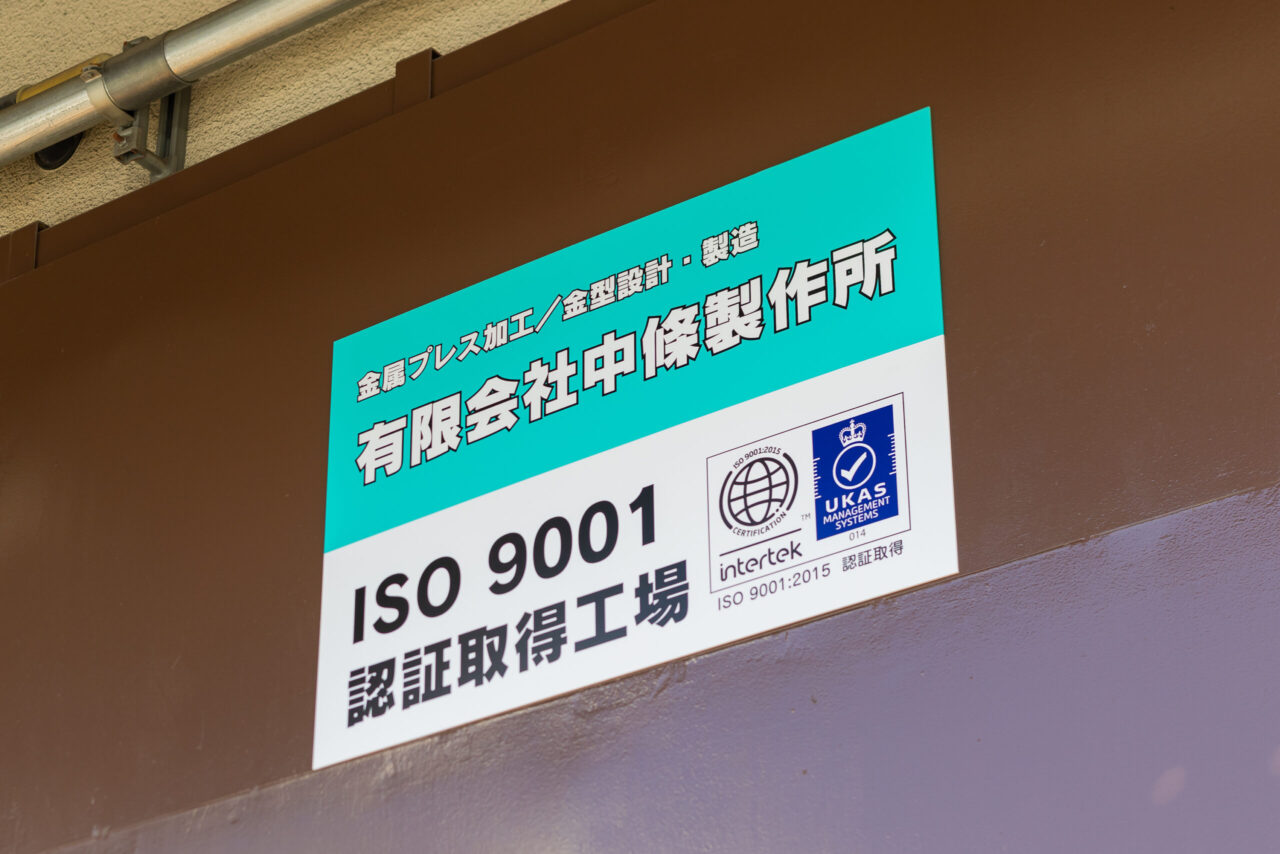 金属プレス加工／金型設計・製造
有限会社中條製作所
ISO 9001
認証取得工場
ISO 9001:2015
CERTIFICATION
TM
intertek
UKAS
MANAGEMENT
SYSTEMS
014
ISO 9001:2015 認証取得